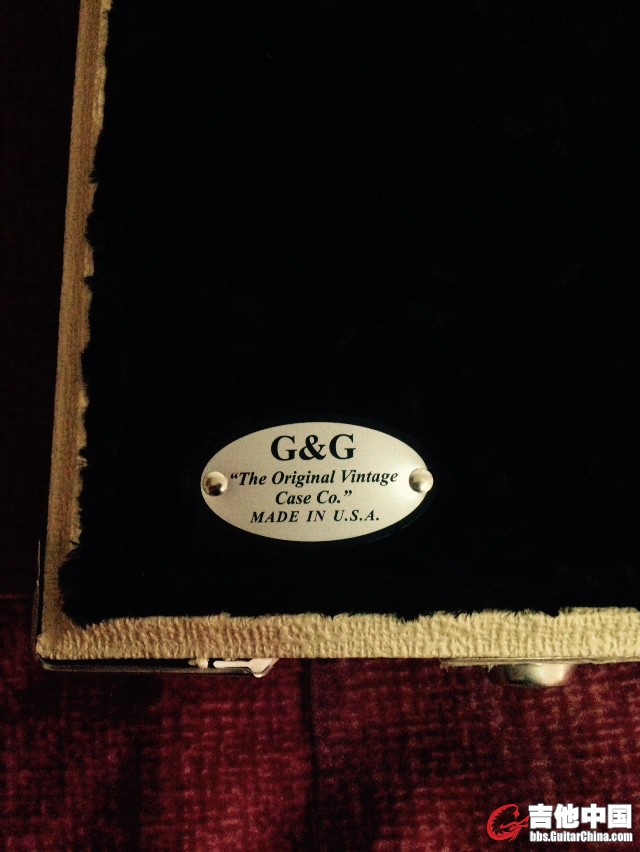 G&G
“The Original Vintage
Case Co.”
MADE IN U.S.A.
吉他中国
bbs.GuitarChina.com